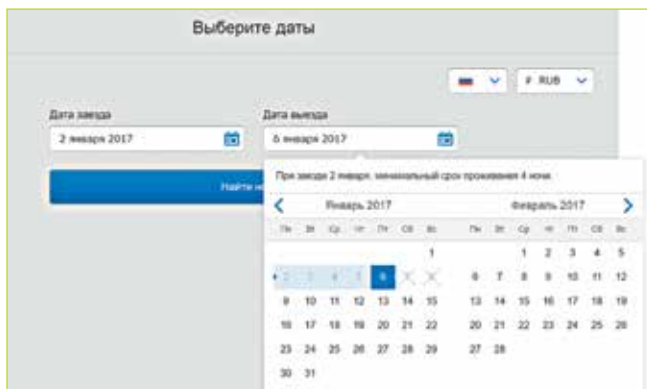 Выберите даты
₽ RUB
Дата заезда
Дата выезда
2 января 2017
6 января 2017
При заезде 2 января, минимальный срок проживания 4 ночи
Найти
Январь 2017
Февраль 2017
Пн Вт Ср Чт Пт Сб Вс
Пн Вт Ср Чт Пт Сб Вс
1
1 2 3 4 5
2 3 4 5 6
6 7 8 9 10 11 12
9 10 11 12 13 14 15
13 14 15 16 17 18 19
16 17 18 19 20 21 22
20 21 22 23 24 25 26
23 24 25 26 27 28 29
27 28
30 31